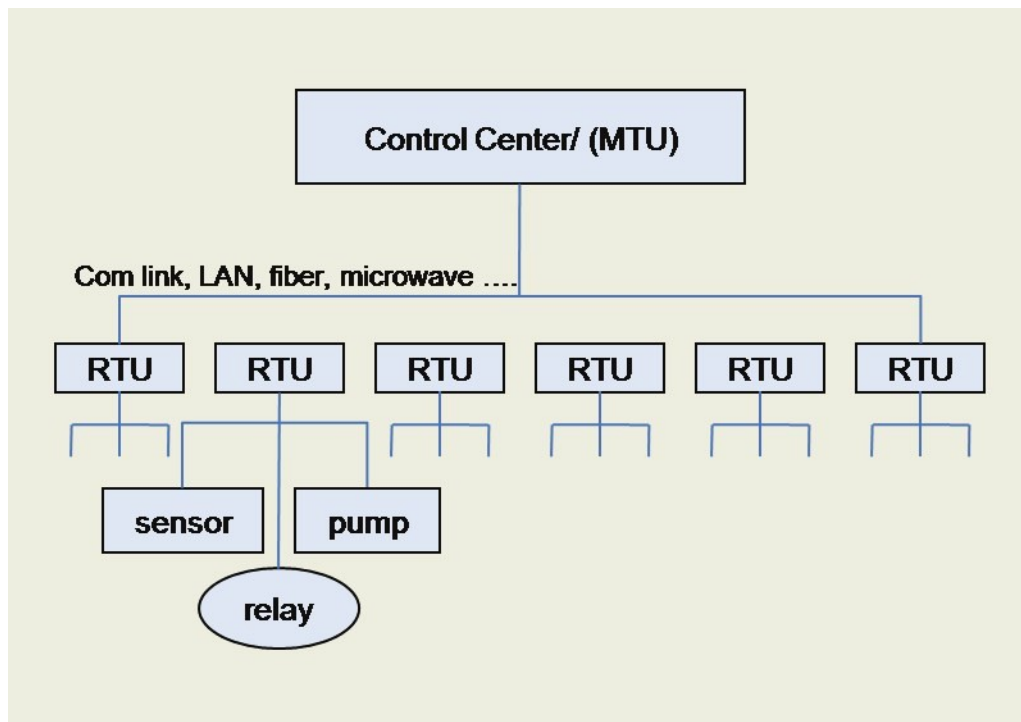 Control Center/ (MTU)
Com link, LAN, fiber, microwave ....
RTU
RTU
RTU
RTU
RTU
RTU
sensor
pump
relay